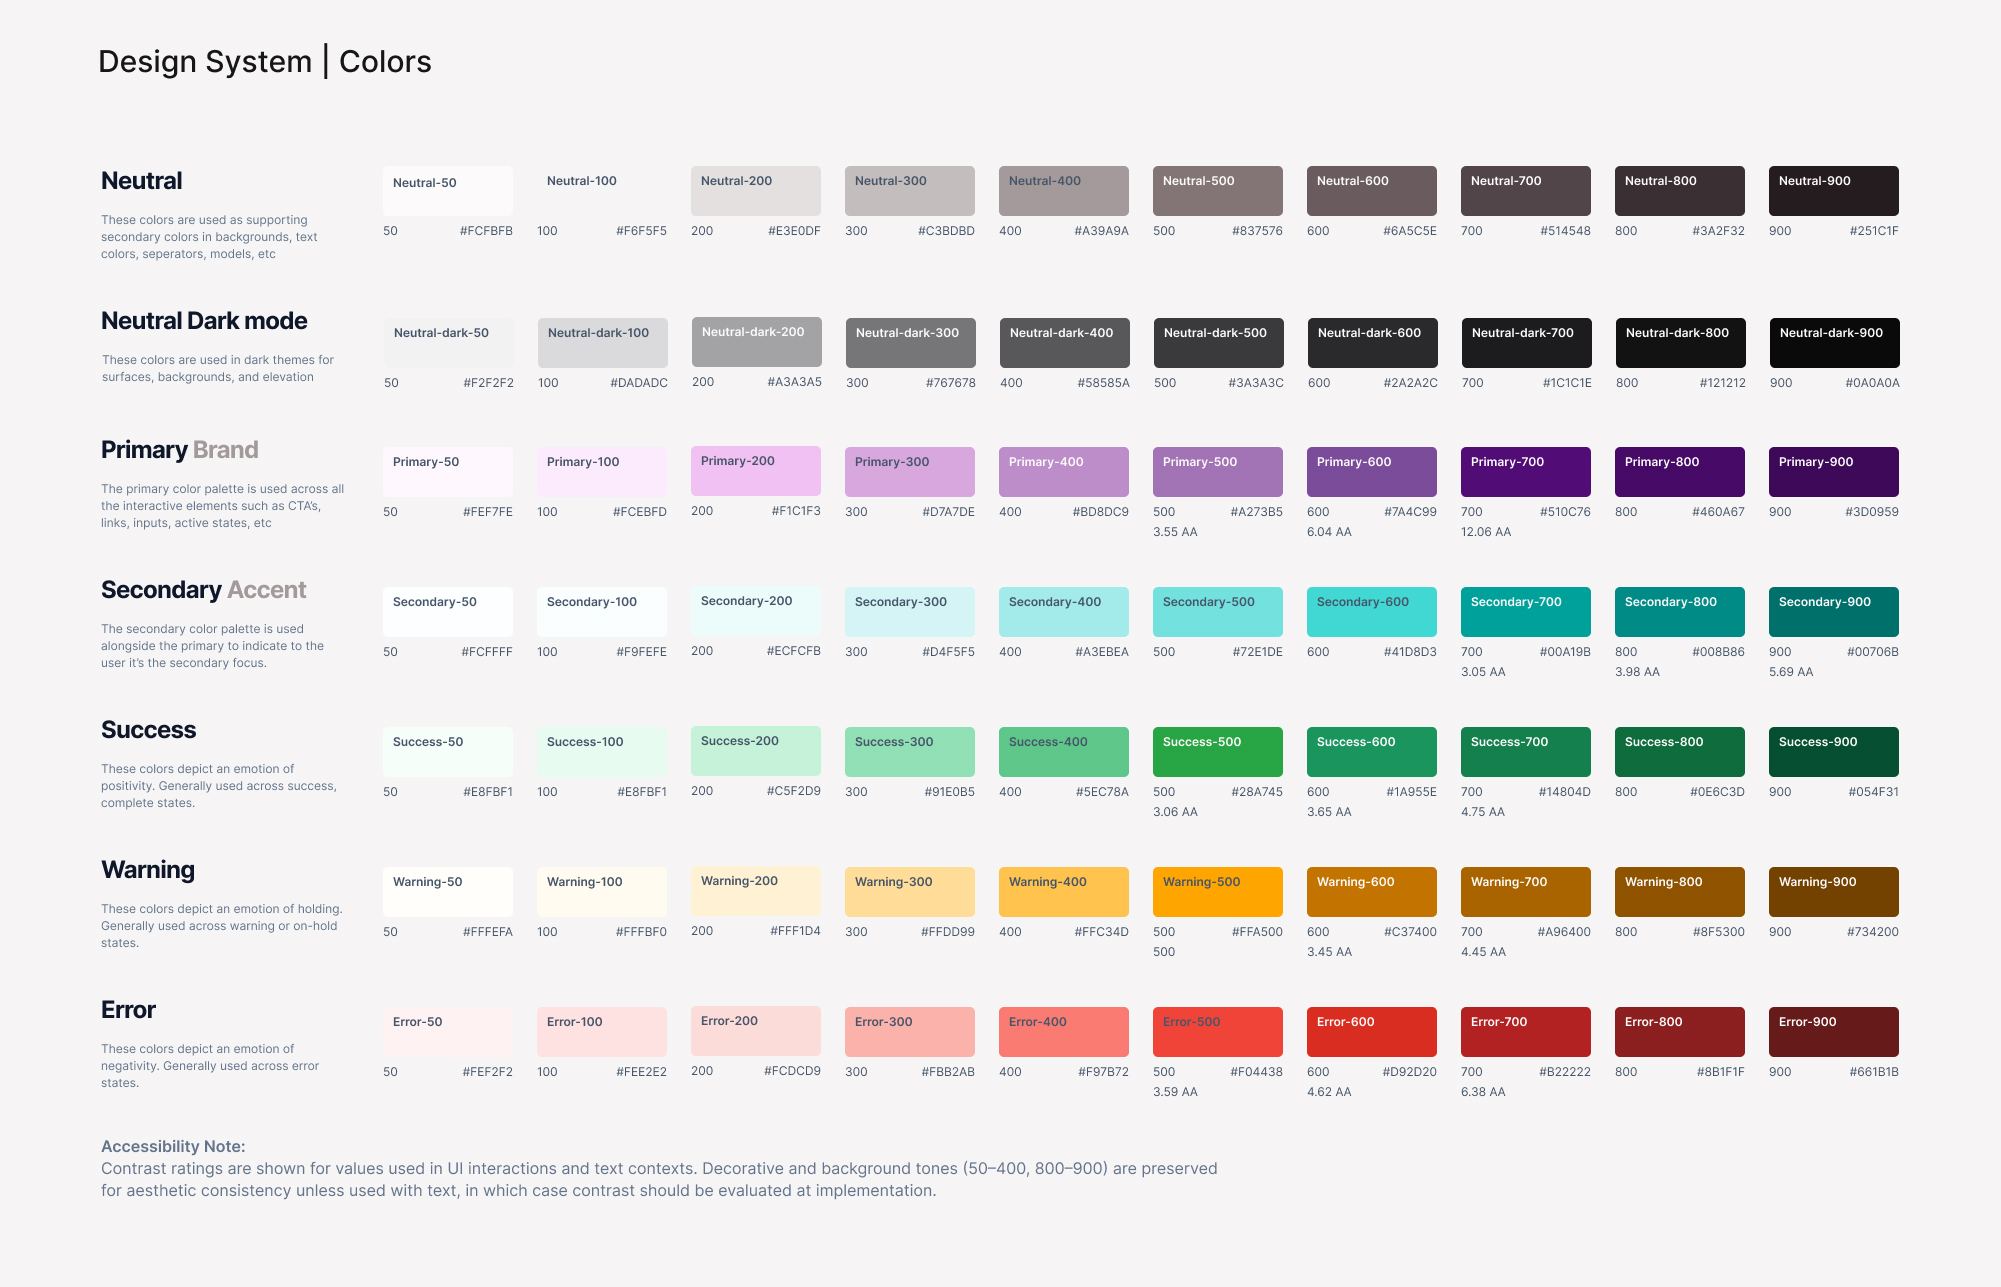 Design System | Colors
Neutral
These colors are used as supporting
secondary colors in backgrounds, text
colors, seperators, models, etc
Neutral-50 Neutral-100 Neutral-200 Neutral-300 Neutral-400 Neutral-500 Neutral-600 Neutral-700 Neutral-800 Neutral-900
50 #FCFBFB 100 #F6F5F5 200 #E3E0DF 300 #C3BDBD 400 #A39A9A 500 #837576 600 #6A5C5E 700 #514548 800 #3A2F32 900 #251C1F
Neutral Dark mode
These colors are used in dark themes for
surfaces, backgrounds, and elevation
Neutral-dark-50 Neutral-dark-100 Neutral-dark-200 Neutral-dark-300 Neutral-dark-400 Neutral-dark-500 Neutral-dark-600 Neutral-dark-700 Neutral-dark-800 Neutral-dark-900
50 #F2F2F2 100 #DADADC 200 #A3A3A5 300 #767678 400 #58585A 500 #3A3A3C 600 #2A2A2C 700 #1C1C1E 800 #121212 900 #0A0A0A
Primary Brand
The primary color palette is used across all
the interactive elements such as CTA's,
links, inputs, active states, etc
Primary-50 Primary-100 Primary-200 Primary-300 Primary-400 Primary-500 Primary-600 Primary-700 Primary-800 Primary-900
50 #FEF7FE 100 #FCEBFD 200 #F1C1F3 300 #D7A7DE 400 #BD8DC9 500 #A273B5 600 #7A4C99 700 #510C76 800 #460A67 900 #3D0959
3.55 AA 6.04 AA 12.06 AA
Secondary Accent
The secondary color palette is used
alongside the primary to indicate to the
user it's the secondary focus.
Secondary-50 Secondary-100 Secondary-200 Secondary-300 Secondary-400 Secondary-500 Secondary-600 Secondary-700 Secondary-800 Secondary-900
50 #FCFFFF 100 #F9FEFE 200 #ECFCFB 300 #D4F5F5 400 #A3EBEA 500 #72E1DE 600 #41D8D3 700 #00A19B 800 #008B86 900 #00706B
3.05 AA 3.98 AA 5.69 AA
Success
These colors depict an emotion of
positivity. Generally used across success,
complete states.
Success-50 Success-100 Success-200 Success-300 Success-400 Success-500 Success-600 Success-700 Success-800 Success-900
50 #E8FBF1 100 #E8FBF1 200 #C5F2D9 300 #91E0B5 400 #5EC78A 500 #28A745 600 #1A955E 700 #14804D 800 #0E6C3D 900 #054F31
3.06 AA 3.65 AA 4.75 AA
Warning
These colors depict an emotion of holding.
Generally used across warning or on-hold
states.
Warning-50 Warning-100 Warning-200 Warning-300 Warning-400 Warning-500 Warning-600 Warning-700 Warning-800 Warning-900
50 #FFFEFA 100 #FFFBF0 200 #FFF1D4 300 #FFDD99 400 #FFC34D 500 #FFA500 600 #C37400 700 #A96400 800 #8F5300 900 #734200
500 3.45 AA 4.45 AA
Error
These colors depict an emotion of
negativity. Generally used across error
states.
Error-50 Error-100 Error-200 Error-300 Error-400 Error-500 Error-600 Error-700 Error-800 Error-900
50 #FEF2F2 100 #FEE2E2 200 #FCDCD9 300 #FBB2AB 400 #F97B72 500 #F04438 600 #D92D20 700 #B22222 800 #8B1F1F 900 #661B1B
3.59 AA 4.62 AA 6.38 AA
Accessibility Note:
Contrast ratings are shown for values used in UI interactions and text contexts. Decorative and background tones (50–400, 800–900) are preserved
for aesthetic consistency unless used with text, in which case contrast should be evaluated at implementation.